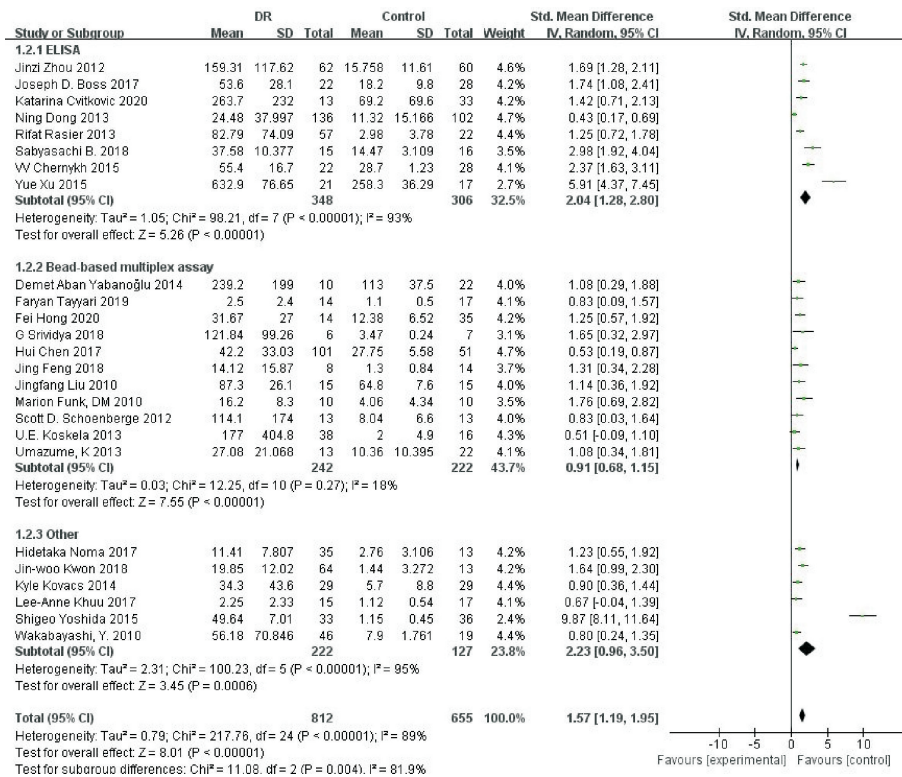 DR Control Std. Mean Difference Std. Mean Difference
Study or Subgroup Mean SD Total Mean SD Total Weight IV, Random, 95% CI IV, Random, 95% CI
1.2.1 ELISA
Jinzi Zhou 2012 159.31 117.62 62 15.758 11.61 60 4.6% 1.69 [1.28, 2.11]
Joseph D. Boss 2017 53.6 28.1 22 18.2 9.8 28 4.2% 1.74 [1.08, 2.41]
Katarina Cvitkovic 2020 263.7 232 13 69.2 69.6 33 4.1% 1.42 [0.71, 2.13]
Ning Dong 2013 24.48 37.997 136 11.32 15.166 102 4.8% 0.43 [0.17, 0.69]
Rifat Rasier 2013 82.79 74.09 57 2.98 3.78 22 4.4% 1.25 [0.72, 1.78]
Sabyasachi B. 2018 37.58 10.377 15 14.47 3.109 16 3.5% 2.98 [1.92, 4.04]
VV Chernykh 2015 55.4 16.7 22 28.7 1.23 28 4.1% 2.37 [1.63, 3.11]
Yue Xu 2015 632.9 76.65 21 258.3 36.29 17 2.7% 5.91 [4.37, 7.45]
Subtotal (95% CI) 348 306 32.5% 2.04 [1.28, 2.80]
Heterogeneity: Tau² = 1.05; Chi² = 98.21, df = 7 (P < 0.00001); I² = 93%
Test for overall effect: Z = 5.26 (P < 0.00001)
1.2.2 Bead-based multiplex assay
Demet Aban Yabanoğlu 2014 239.2 199 10 113 37.5 22 4.0% 1.08 [0.29, 1.88]
Faryan Tayyari 2019 2.5 2.4 14 1.1 0.5 17 4.1% 0.83 [0.09, 1.57]
Fei Hong 2020 31.67 27 14 12.38 6.52 35 4.2% 1.25 [0.57, 1.92]
G Srividya 2018 121.84 99.26 6 3.47 0.24 7 3.1% 1.65 [0.32, 2.97]
Hui Chen 2017 42.2 33.03 101 27.75 5.58 51 4.7% 0.53 [0.19, 0.87]
Jing Feng 2018 14.12 15.87 8 1.3 0.84 14 3.7% 1.31 [0.34, 2.28]
Jingfang Liu 2010 87.3 26.1 15 64.8 7.6 15 4.0% 1.14 [0.36, 1.92]
Marion Funk, DM 2010 16.2 8.3 10 4.06 4.34 10 3.5% 1.76 [0.69, 2.82]
Scott D. Schoenberge 2012 114.1 174 13 8.04 6.6 13 4.0% 0.83 [0.03, 1.64]
U.E. Koskela 2013 177 404.8 38 2 4.9 16 4.3% 0.51 [-0.09, 1.10]
Umazume, K 2013 27.08 21.068 13 10.36 10.395 22 4.1% 1.08 [0.34, 1.81]
Subtotal (95% CI) 242 222 43.7% 0.91 [0.68, 1.15]
Heterogeneity: Tau² = 0.03; Chi² = 12.25, df = 10 (P = 0.27); I² = 18%
Test for overall effect: Z = 7.55 (P < 0.00001)
1.2.3 Other
Hidetaka Noma 2017 11.41 7.807 35 2.76 3.106 13 4.2% 1.23 [0.55, 1.92]
Jin-woo Kwon 2018 19.85 12.02 64 1.44 3.272 13 4.2% 1.64 [0.99, 2.30]
Kyle Kovacs 2014 34.3 43.6 29 5.7 8.8 29 4.4% 0.90 [0.36, 1.44]
Lee-Anne Khuu 2017 2.25 2.33 15 1.12 0.54 17 4.1% 0.67 [-0.04, 1.39]
Shigeo Yoshida 2015 49.64 7.01 33 1.15 0.45 36 2.4% 9.87 [8.11, 11.64]
Wakabayashi, Y. 2010 56.18 70.846 46 7.9 1.761 19 4.4% 0.80 [0.24, 1.35]
Subtotal (95% CI) 222 127 23.8% 2.23 [0.96, 3.50]
Heterogeneity: Tau² = 2.31; Chi² = 100.23, df = 5 (P < 0.00001); I² = 95%
Test for overall effect: Z = 3.45 (P = 0.0006)
Total (95% CI) 812 655 100.0% 1.57 [1.19, 1.95]
Heterogeneity: Tau² = 0.79; Chi² = 217.76, df = 24 (P < 0.00001); I² = 89%
Test for overall effect: Z = 8.01 (P < 0.00001)
Test for subgroup differences: Chi² = 11.08, df = 2 (P = 0.004), I² = 81.9%
-10 -5 0 5 10
Favours [experimental] Favours [control]